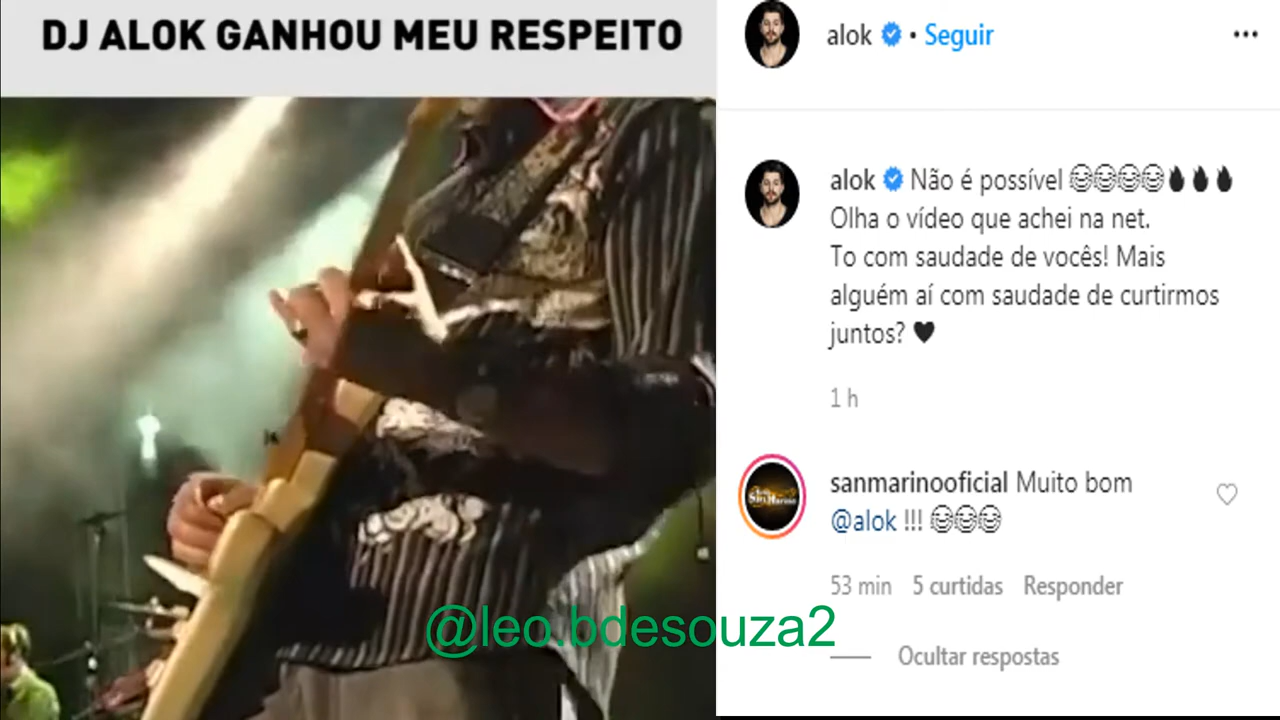 DJ ALOK GANHOU MEU RESPEITO
alok • Seguir
alok Não é possível 😂😂😂😂🔥🔥🔥
Olha o vídeo que achei na net.
To com saudade de vocês! Mais
alguém aí com saudade de curtirmos
juntos? 🖤
1 h
sanmarinooficial Muito bom
@alok !!! 😂😂😂
53 min 5 curtidas Responder
@leo.bdesouza2
Ocultar respostas